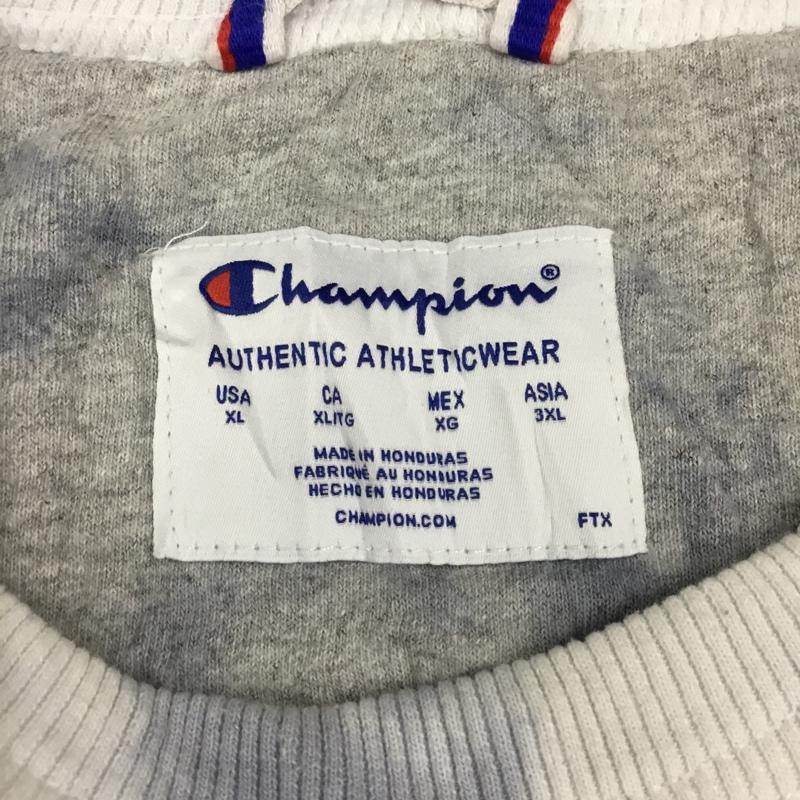 Champion®
AUTHENTIC ATHLETICWEAR
USA CA MEX ASIA
XL XL/TG XG 3XL
MADE IN HONDURAS
FABRIQUÉ AU HONDURAS
HECHO EN HONDURAS
CHAMPION.COM FTX